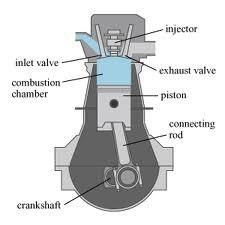 injector
inlet valve
exhaust valve
combustion
chamber
piston
connecting
rod
crankshaft